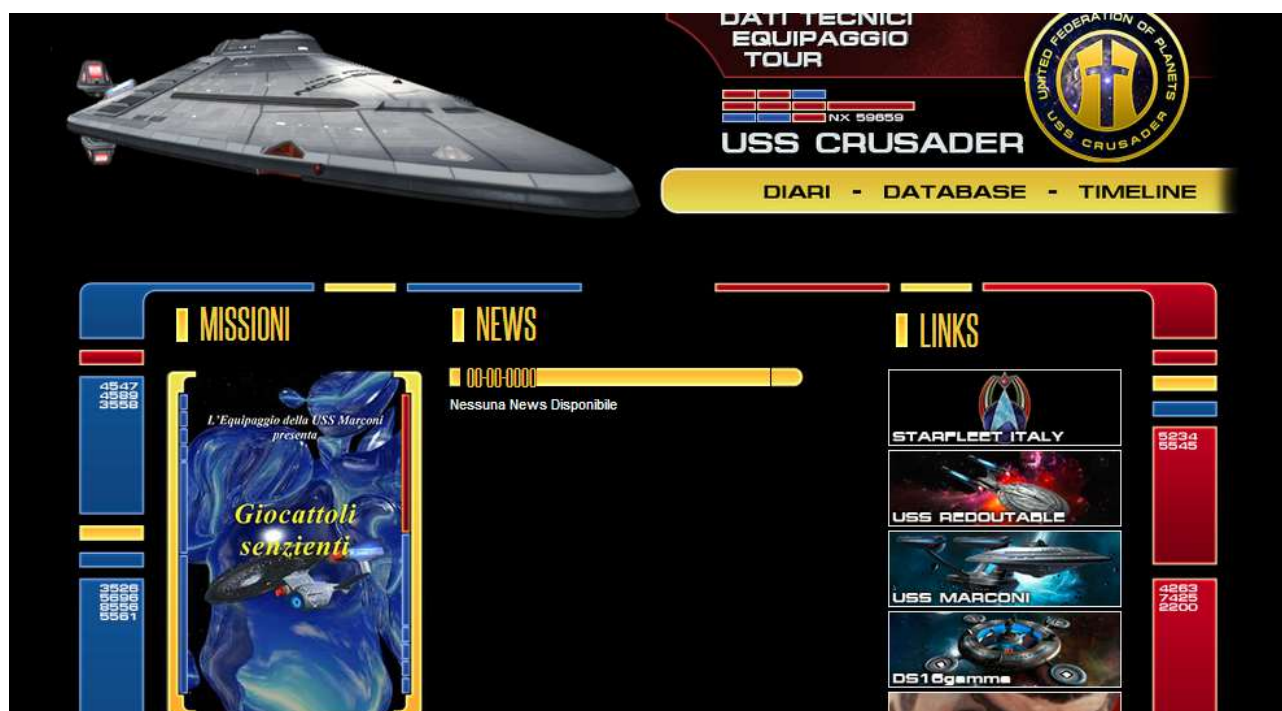 DATI TECNICI
EQUIPAGGIO
TOUR
NX 59659
USS CRUSADER
UNITED FEDERATION OF PLANETS
USS CRUSADER
DIARI - DATABASE - TIMELINE
MISSIONI
NEWS
LINKS
4547
4589
3558
L'Equipaggio della USS Marconi
presenta
Giocattoli
senzienti
3526
5696
8556
5561
00-00-0000
Nessuna News Disponibile
STARFLEET ITALY
USS REDOUTABLE
USS MARCONI
DS16gamma
5234
5545
4263
7425
2200